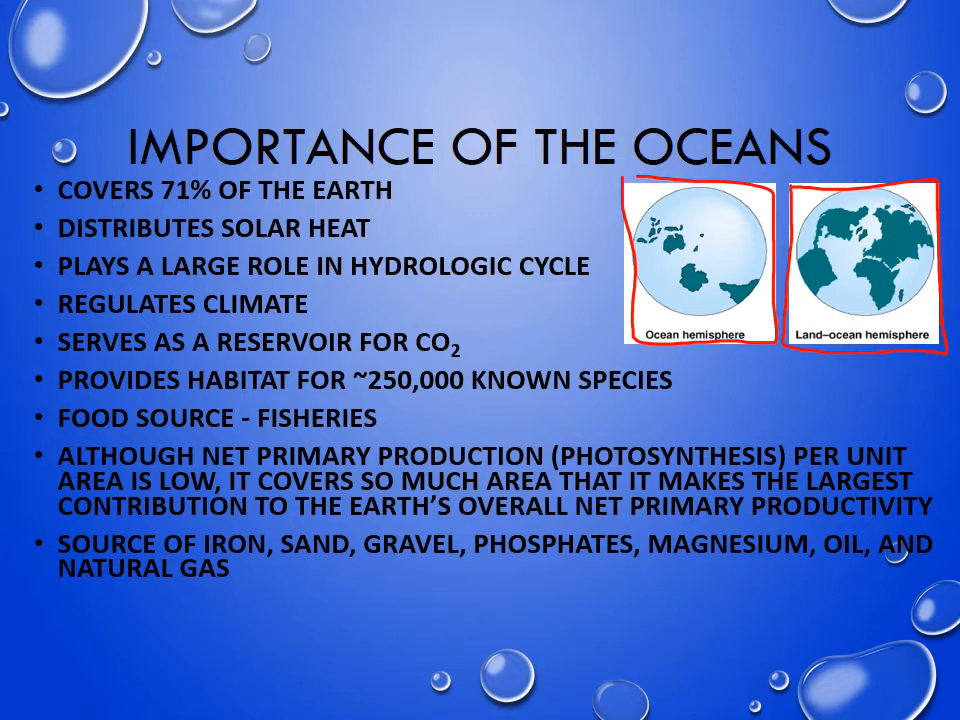 IMPORTANCE OF THE OCEANS
• COVERS 71% OF THE EARTH
• DISTRIBUTES SOLAR HEAT
• PLAYS A LARGE ROLE IN HYDROLOGIC CYCLE
• REGULATES CLIMATE
• SERVES AS A RESERVOIR FOR CO₂
• PROVIDES HABITAT FOR ~250,000 KNOWN SPECIES
• FOOD SOURCE - FISHERIES
• ALTHOUGH NET PRIMARY PRODUCTION (PHOTOSYNTHESIS) PER UNIT
AREA IS LOW, IT COVERS SO MUCH AREA THAT IT MAKES THE LARGEST
CONTRIBUTION TO THE EARTH’S OVERALL NET PRIMARY PRODUCTIVITY
• SOURCE OF IRON, SAND, GRAVEL, PHOSPHATES, MAGNESIUM, OIL, AND
NATURAL GAS
Ocean hemisphere
Land–ocean hemisphere